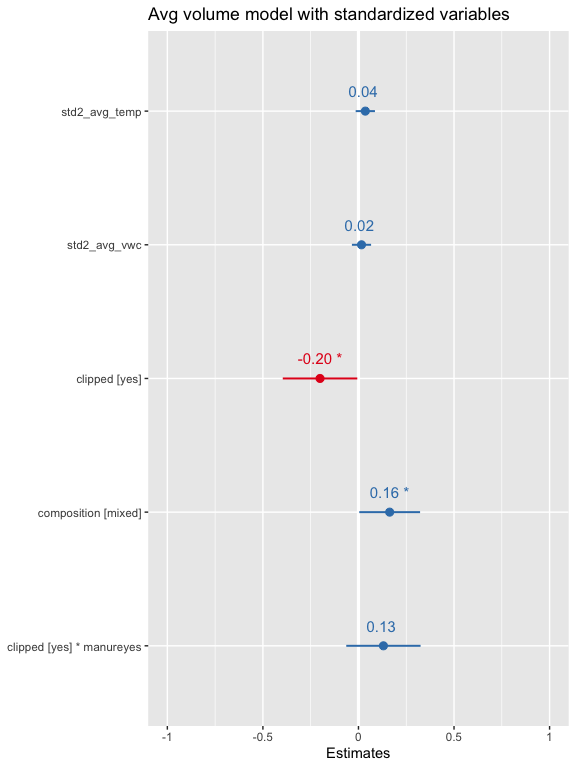 Avg volume model with standardized variables
0.04
std2_avg_temp
0.02
std2_avg_vwc
-0.20 *
clipped [yes]
0.16 *
composition [mixed]
0.13
clipped [yes] * manureyes
-1 -0.5 0 0.5 1
Estimates